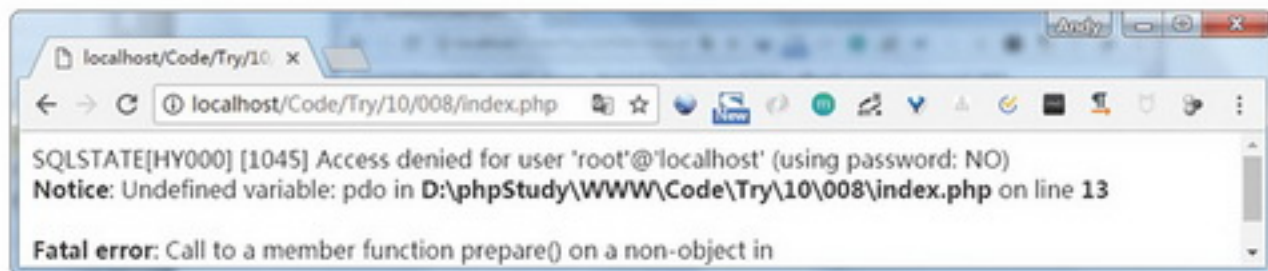 Andy
localhost/Code/Try/10,
localhost/Code/Try/10/008/index.php
New
SQLSTATE[HY000] [1045] Access denied for user 'root'@'localhost' (using password: NO)
Notice: Undefined variable: pdo in D:\phpStudy\WWW\Code\Try\10\008\index.php on line 13
Fatal error: Call to a member function prepare() on a non-object in